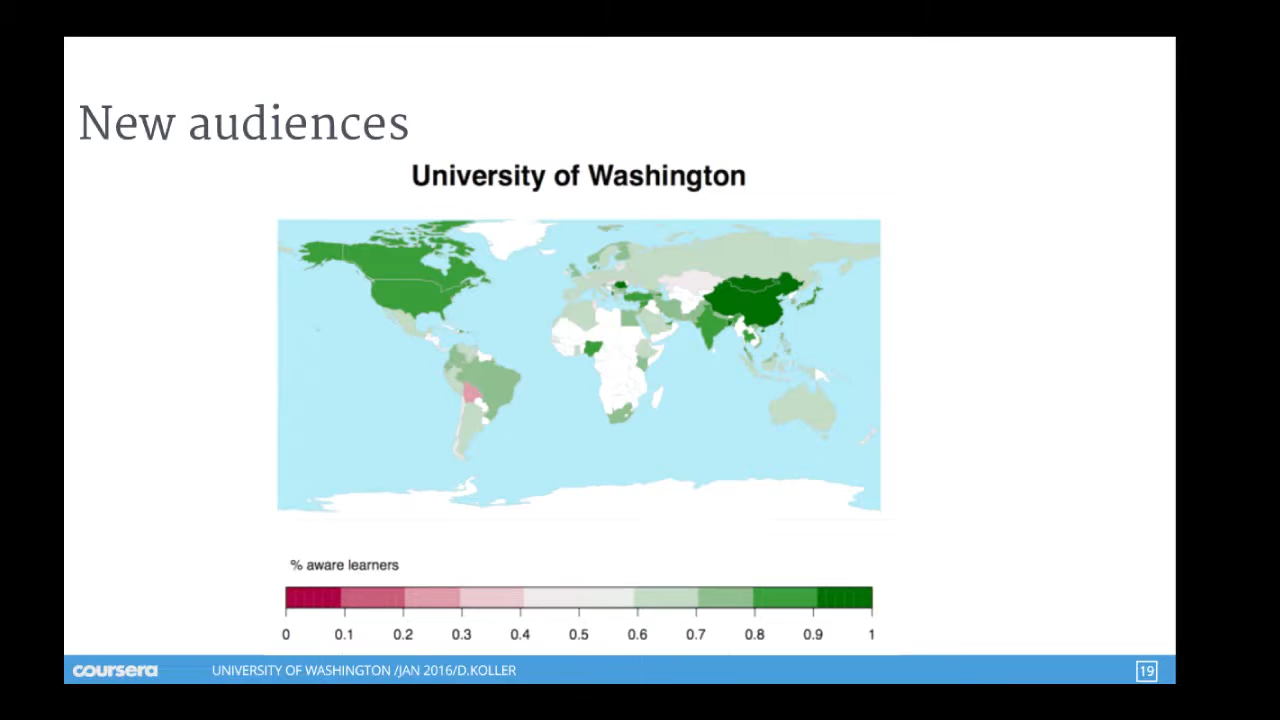 New audiences
University of Washington
% aware learners
0 0.1 0.2 0.3 0.4 0.5 0.6 0.7 0.8 0.9 1
coursera UNIVERSITY OF WASHINGTON /JAN 2016/D.KOLLER 19